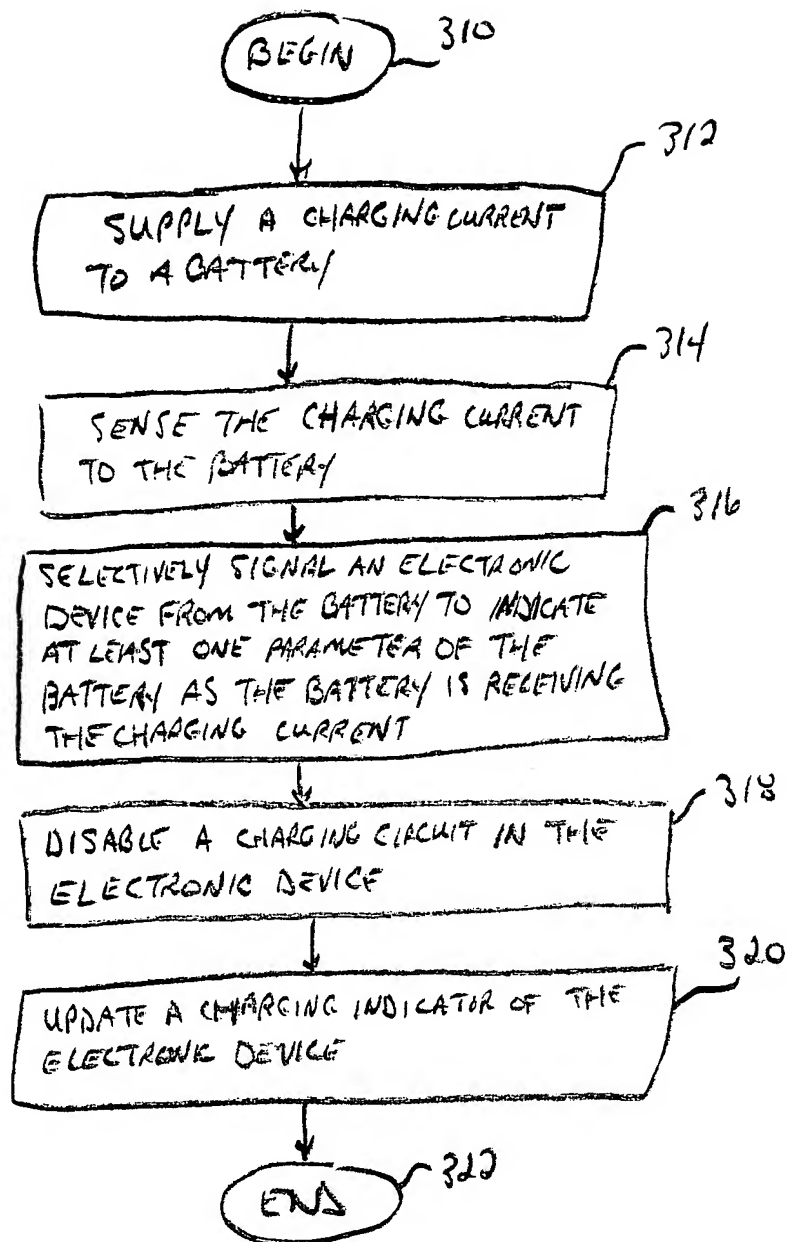 BEGIN
310
312
SUPPLY A CHARGING CURRENT
TO A BATTERY
314
SENSE THE CHARGING CURRENT
TO THE BATTERY
316
SELECTIVELY SIGNAL AN ELECTRONIC
DEVICE FROM THE BATTERY TO INDICATE
AT LEAST ONE PARAMETER OF THE
BATTERY AS THE BATTERY IS RECEIVING
THE CHARGING CURRENT
318
DISABLE A CHARGING CIRCUIT IN THE
ELECTRONIC DEVICE
320
UPDATE A CHARGING INDICATOR OF THE
ELECTRONIC DEVICE
END
322